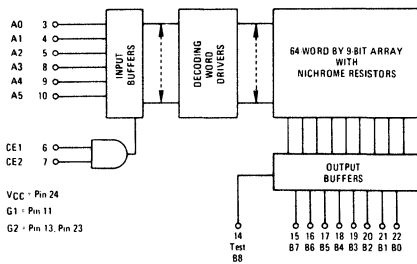 A0 3
A1 4
A2 5
A3 8
A4 9
A5 10
CE1 6
CE2 7
INPUT
BUFFERS
DECODING
WORD
DRIVERS
64 WORD BY 9-BIT ARRAY
WITH
NICHROME RESISTORS
OUTPUT
BUFFERS
VCC = Pin 24
G1 = Pin 11
G2 = Pin 13, Pin 23
14 15 16 17 18 19 20 21 22
Test B7 B6 B5 B4 B3 B2 B1 B0
B8